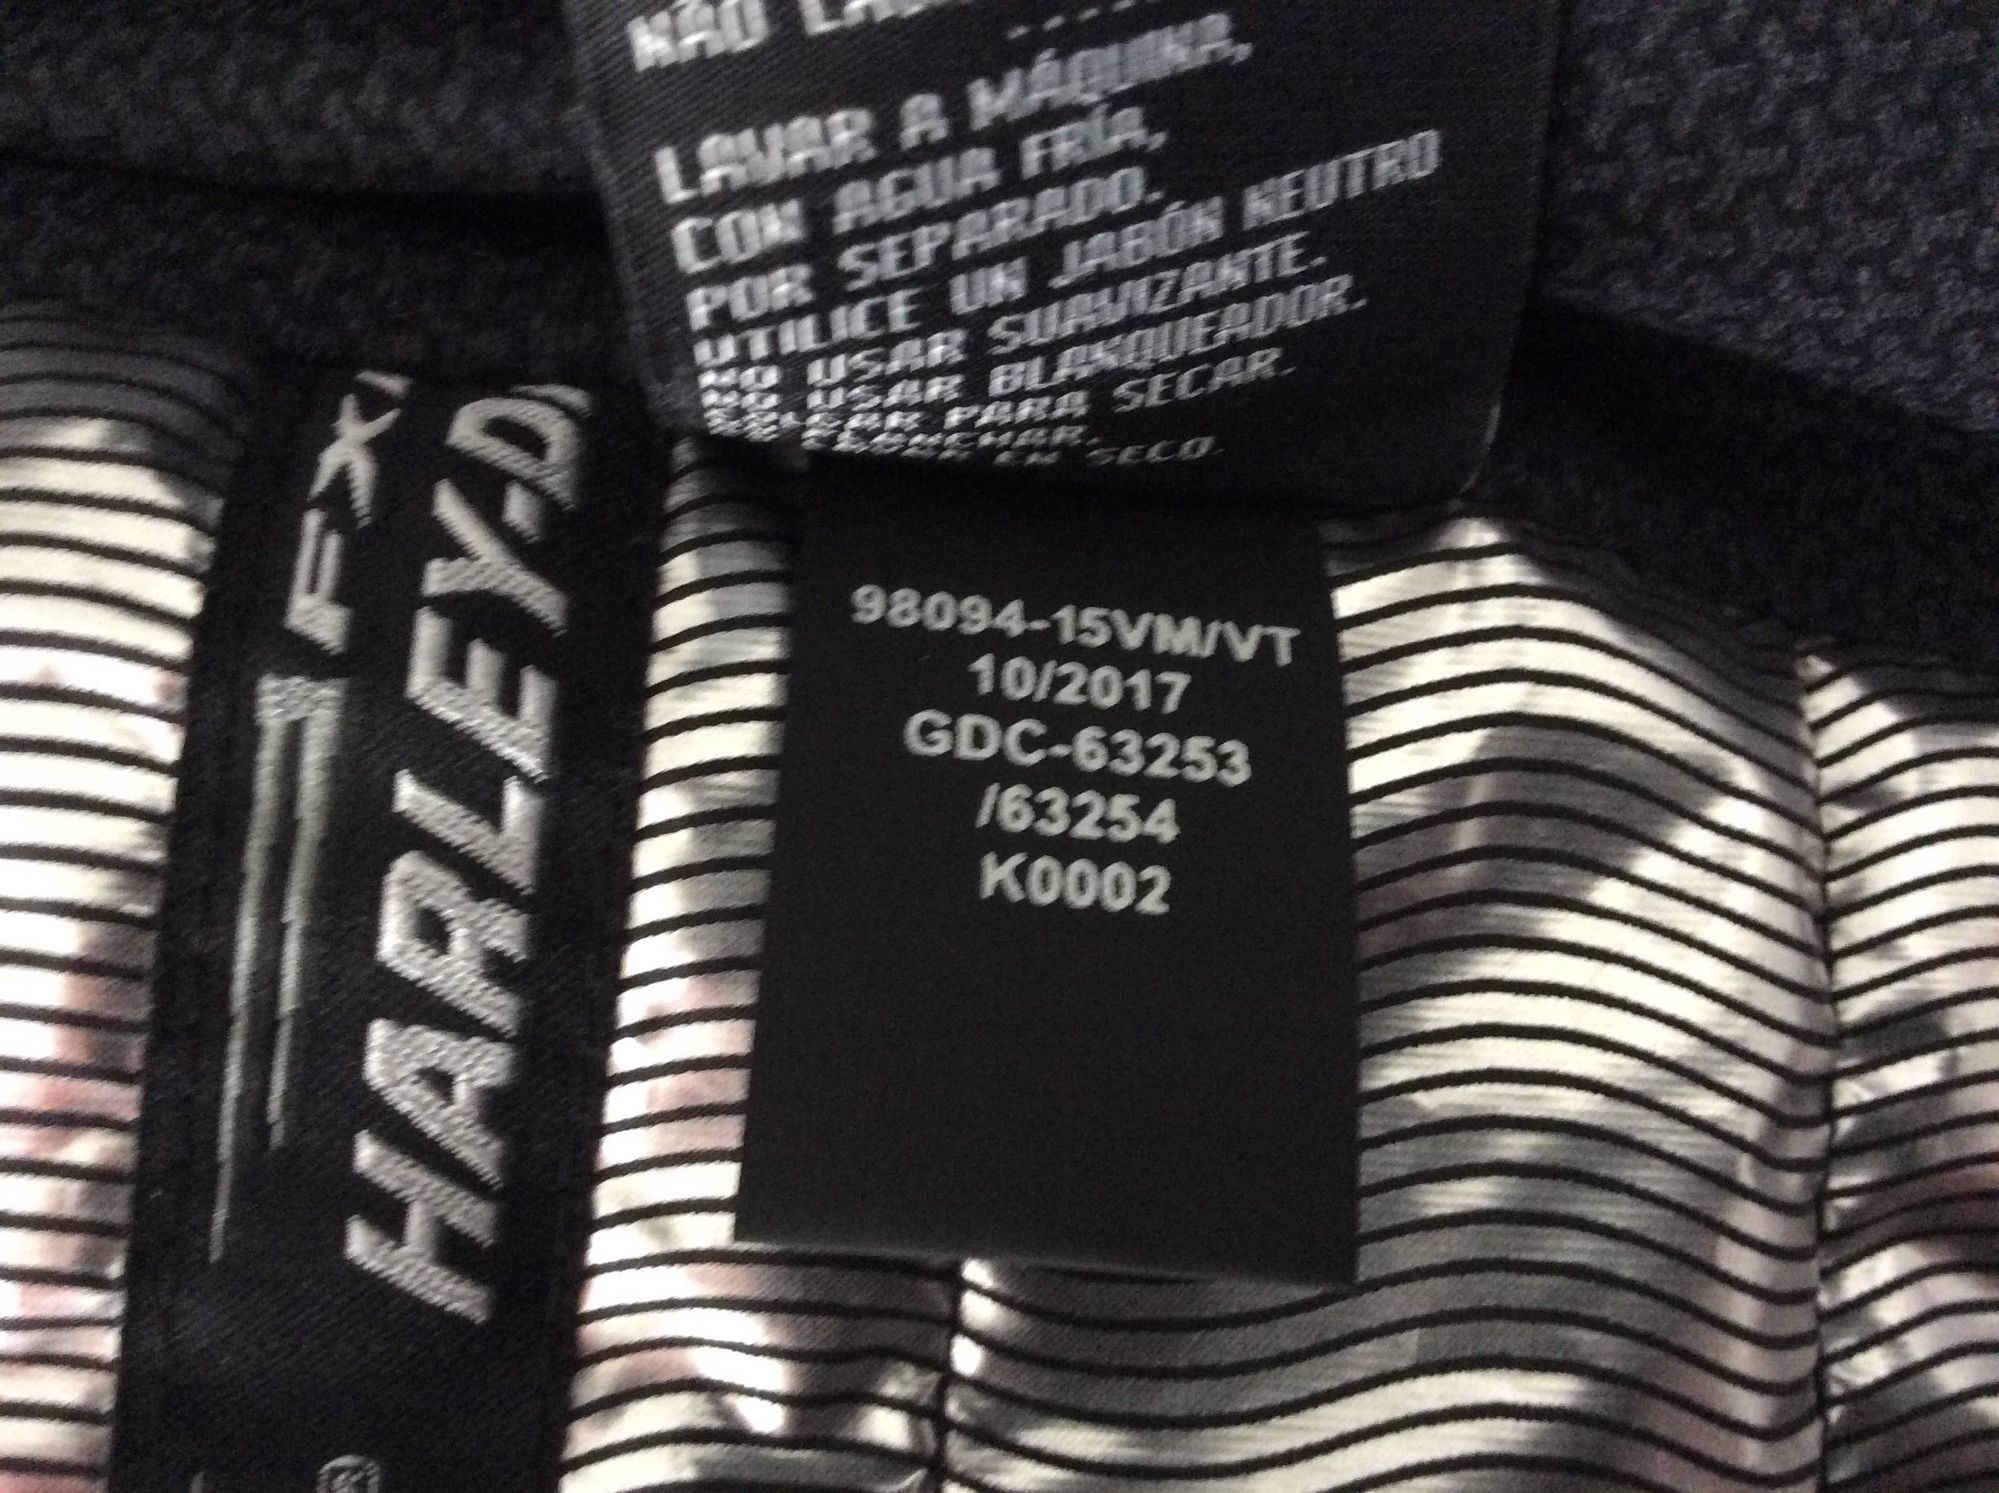 NÃO
LAVAR A MÁQUINA,
CON AGUA FRÍA,
POR SEPARADO.
UTILICE UN JABÓN NEUTRO
NO USAR SUAVIZANTE.
NO USAR BLANQUEADOR.
PARA SECAR.
EN SECO.
FX
HARLEY-D
98094-15VM/VT
10/2017
GDC-63253
/63254
K0002